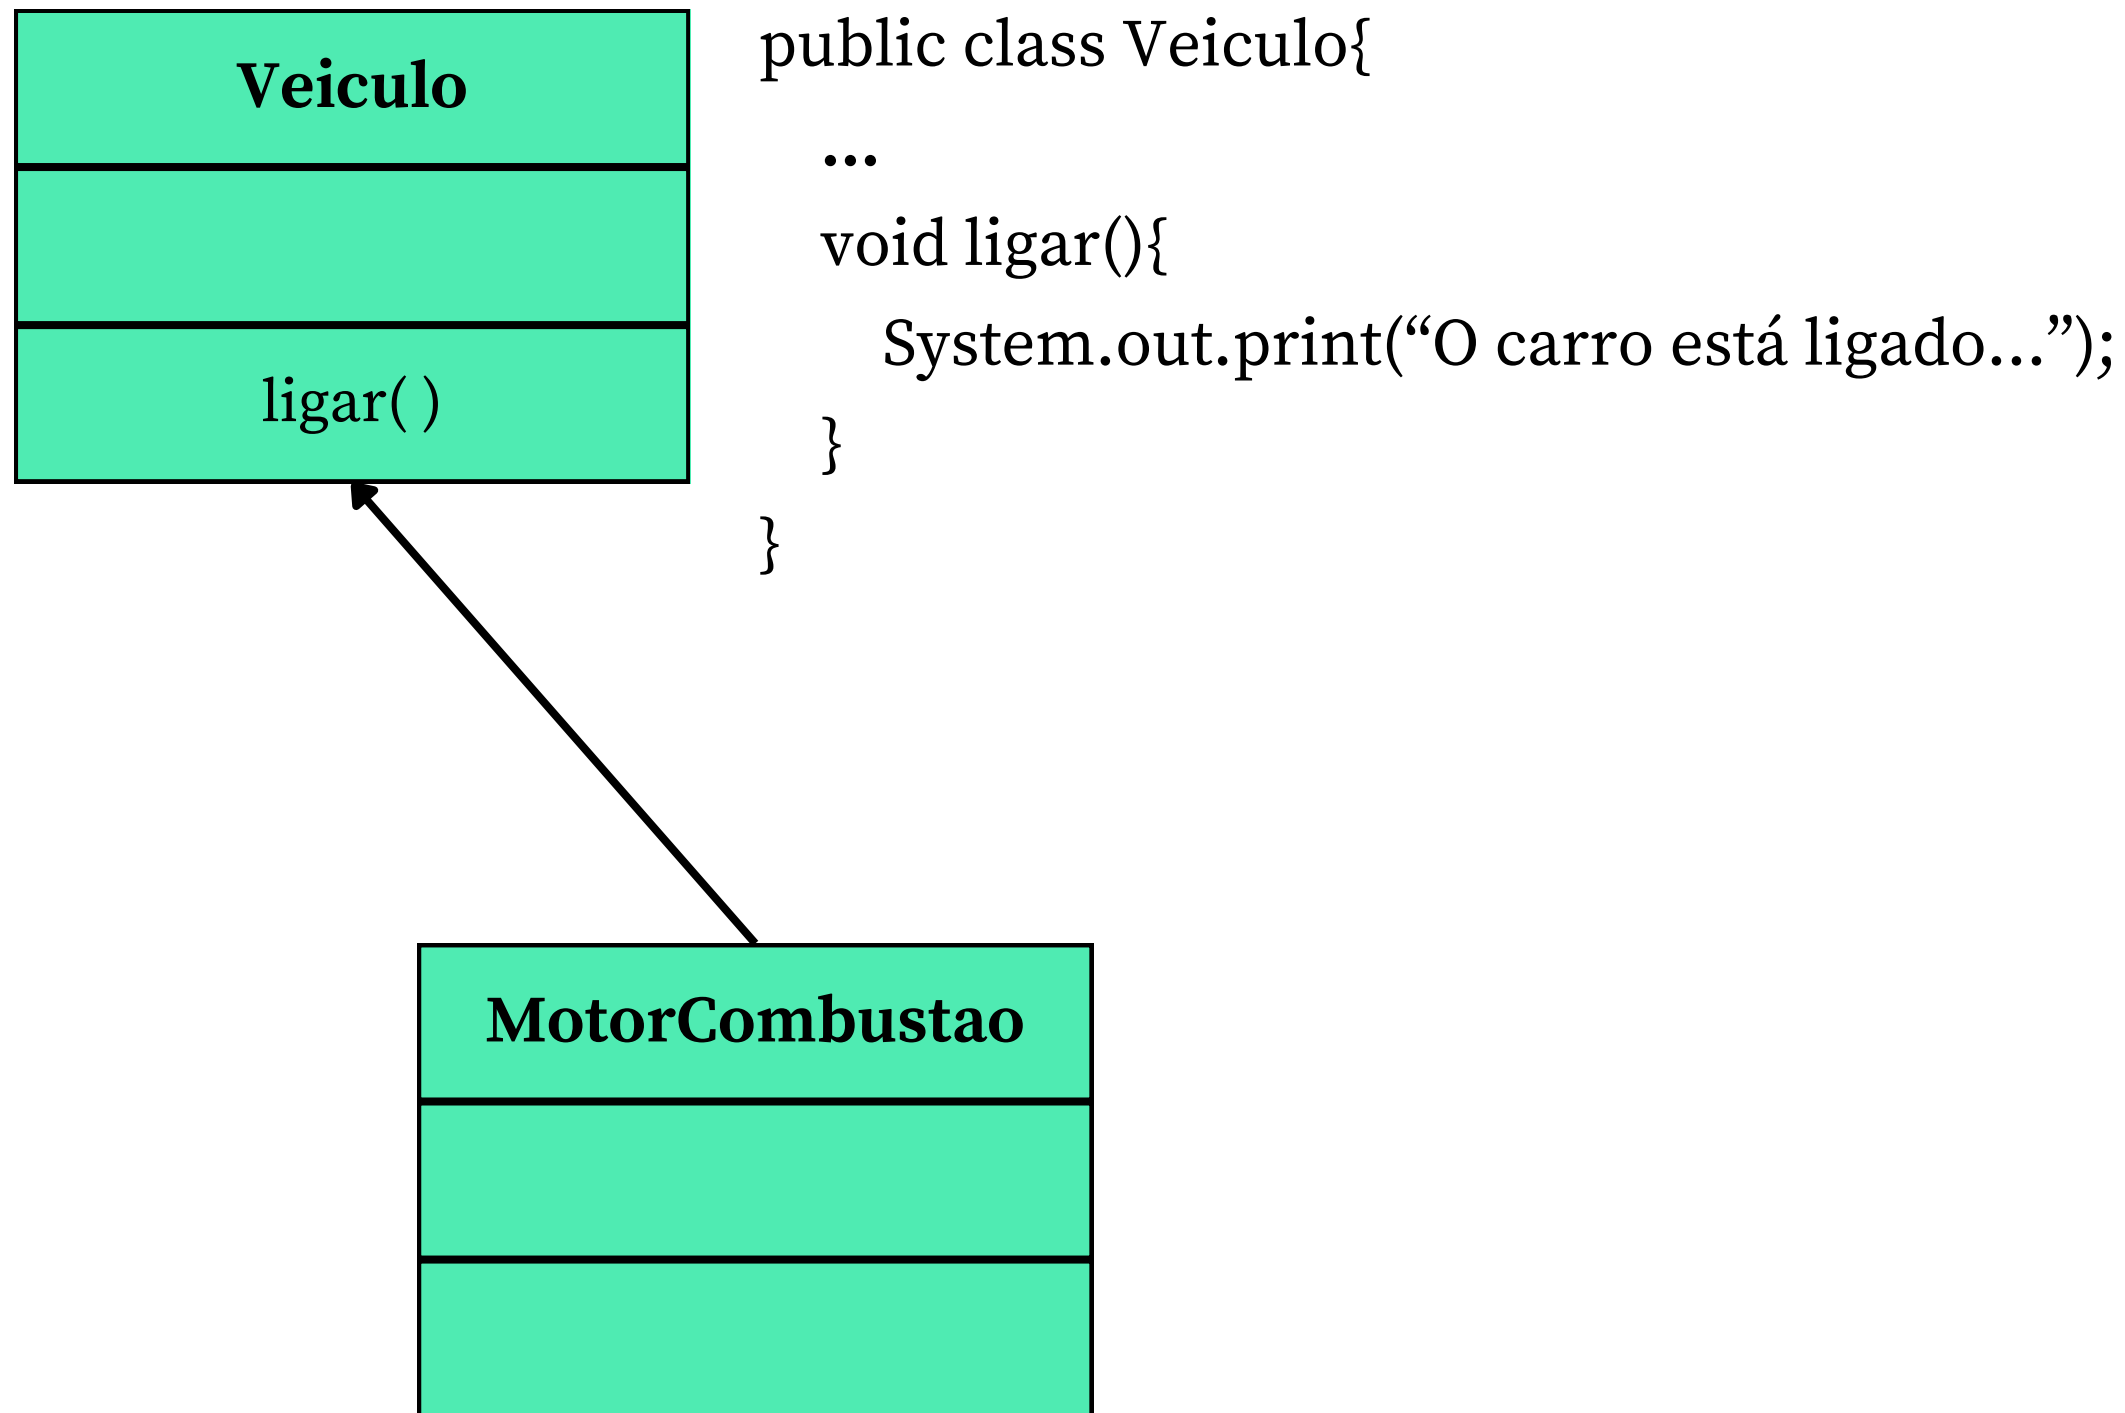 Veiculo
ligar( )
public class Veiculo{
...
void ligar(){
System.out.print(“O carro está ligado...”);
}
}
MotorCombustao